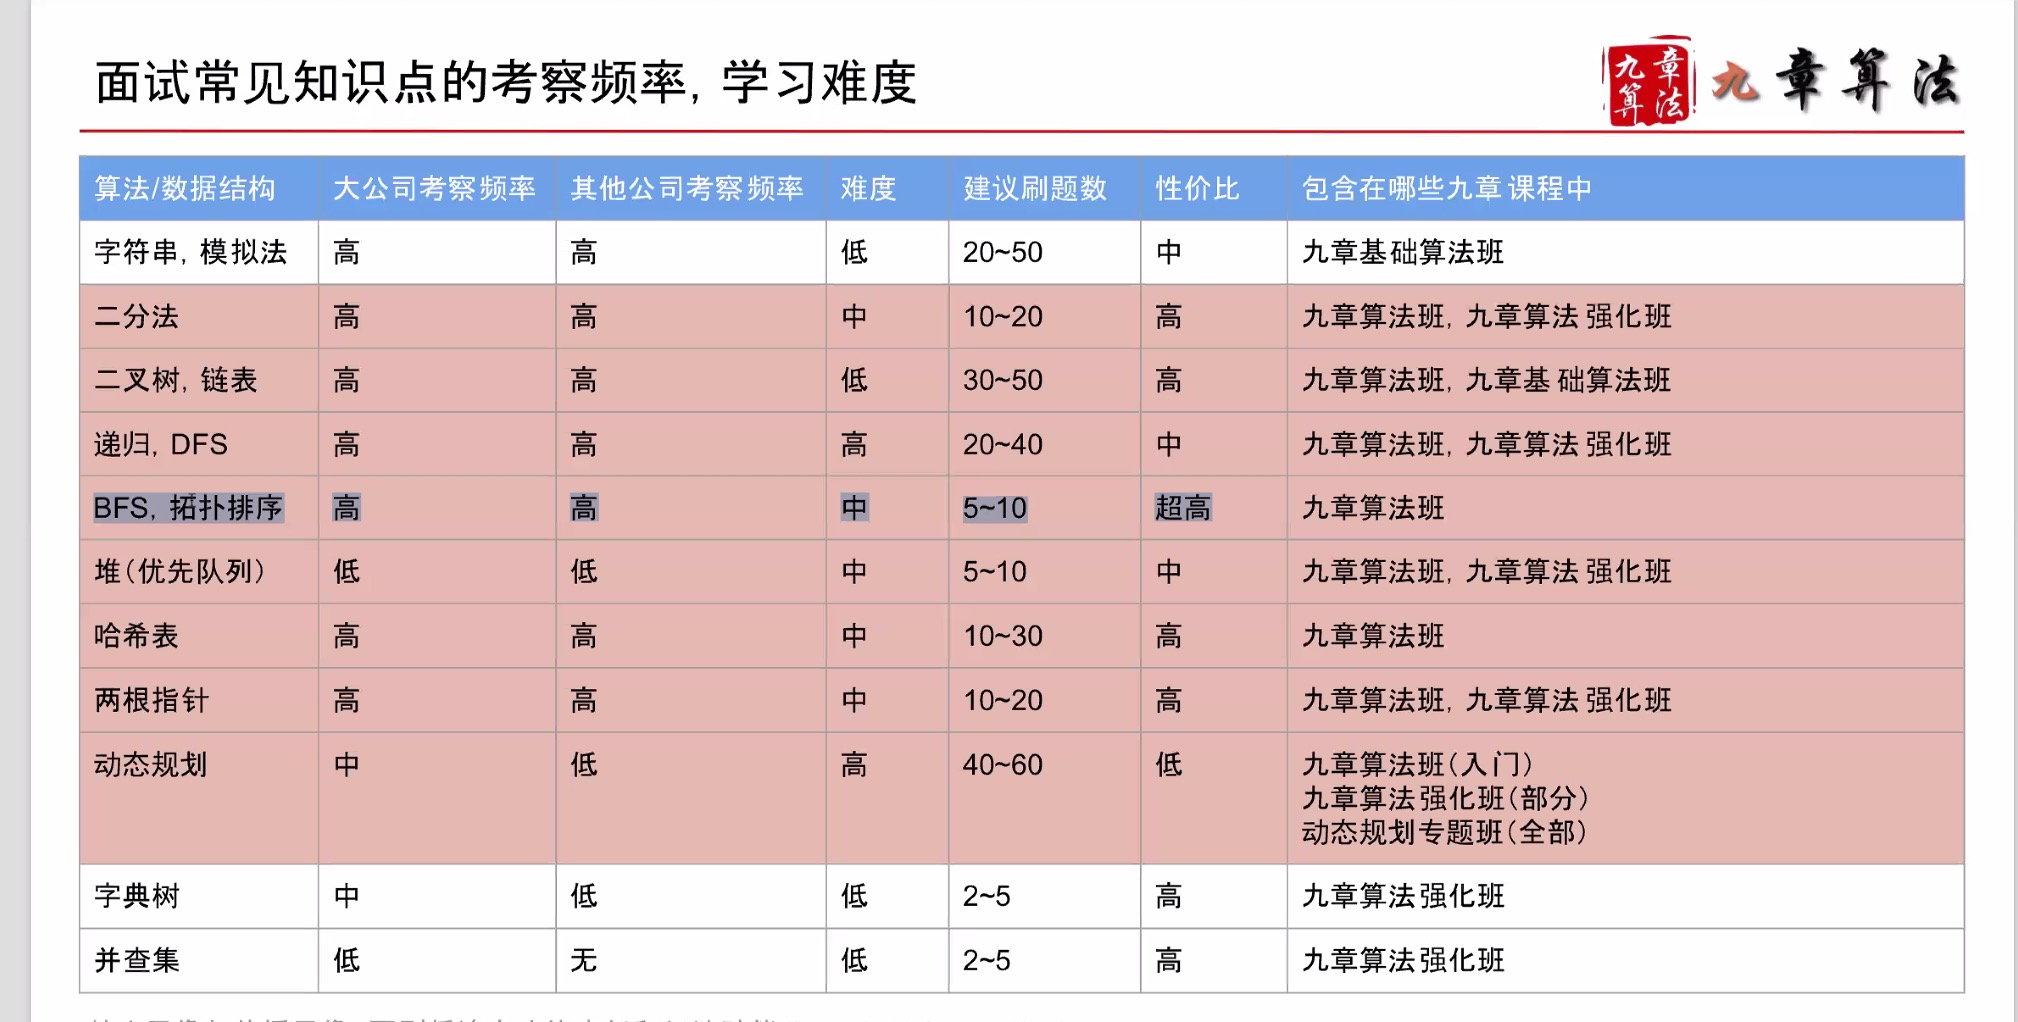 面试常见知识点的考察频率, 学习难度
九章算法
九章算法
算法/数据结构 大公司考察频率 其他公司考察频率 难度 建议刷题数 性价比 包含在哪些九章课程中
字符串, 模拟法 高 高 低 20~50 中 九章基础算法班
二分法 高 高 中 10~20 高 九章算法班, 九章算法强化班
二叉树, 链表 高 高 低 30~50 高 九章算法班, 九章基础算法班
递归, DFS 高 高 高 20~40 中 九章算法班, 九章算法强化班
BFS, 拓扑排序 高 高 中 5~10 超高 九章算法班
堆(优先队列) 低 低 中 5~10 中 九章算法班, 九章算法强化班
哈希表 高 高 中 10~30 高 九章算法班
两根指针 高 高 中 10~20 高 九章算法班, 九章算法强化班
动态规划 中 低 高 40~60 低 九章算法班(入门)
九章算法强化班(部分)
动态规划专题班(全部)
字典树 中 低 低 2~5 高 九章算法强化班
并查集 低 无 低 2~5 高 九章算法强化班